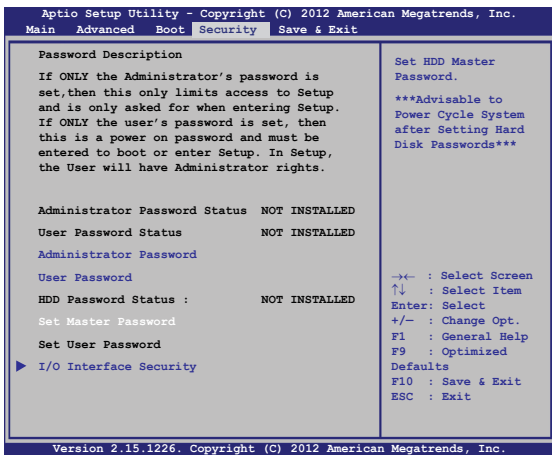 Aptio Setup Utility - Copyright (C) 2012 American Megatrends, Inc.
Main Advanced Boot Security Save & Exit
Password Description
If ONLY the Administrator's password is
set,then this only limits access to Setup
and is only asked for when entering Setup.
If ONLY the user's password is set, then
this is a power on password and must be
entered to boot or enter Setup. In Setup,
the User will have Administrator rights.
Administrator Password Status NOT INSTALLED
User Password Status NOT INSTALLED
Administrator Password
User Password
HDD Password Status : NOT INSTALLED
Set Master Password
Set User Password
I/O Interface Security
Set HDD Master
Password.
***Advisable to
Power Cycle System
after Setting Hard
Disk Passwords***
→← : Select Screen
↑↓ : Select Item
Enter: Select
+/— : Change Opt.
F1 : General Help
F9 : Optimized
Defaults
F10 : Save & Exit
ESC : Exit
Version 2.15.1226. Copyright (C) 2012 American Megatrends, Inc.